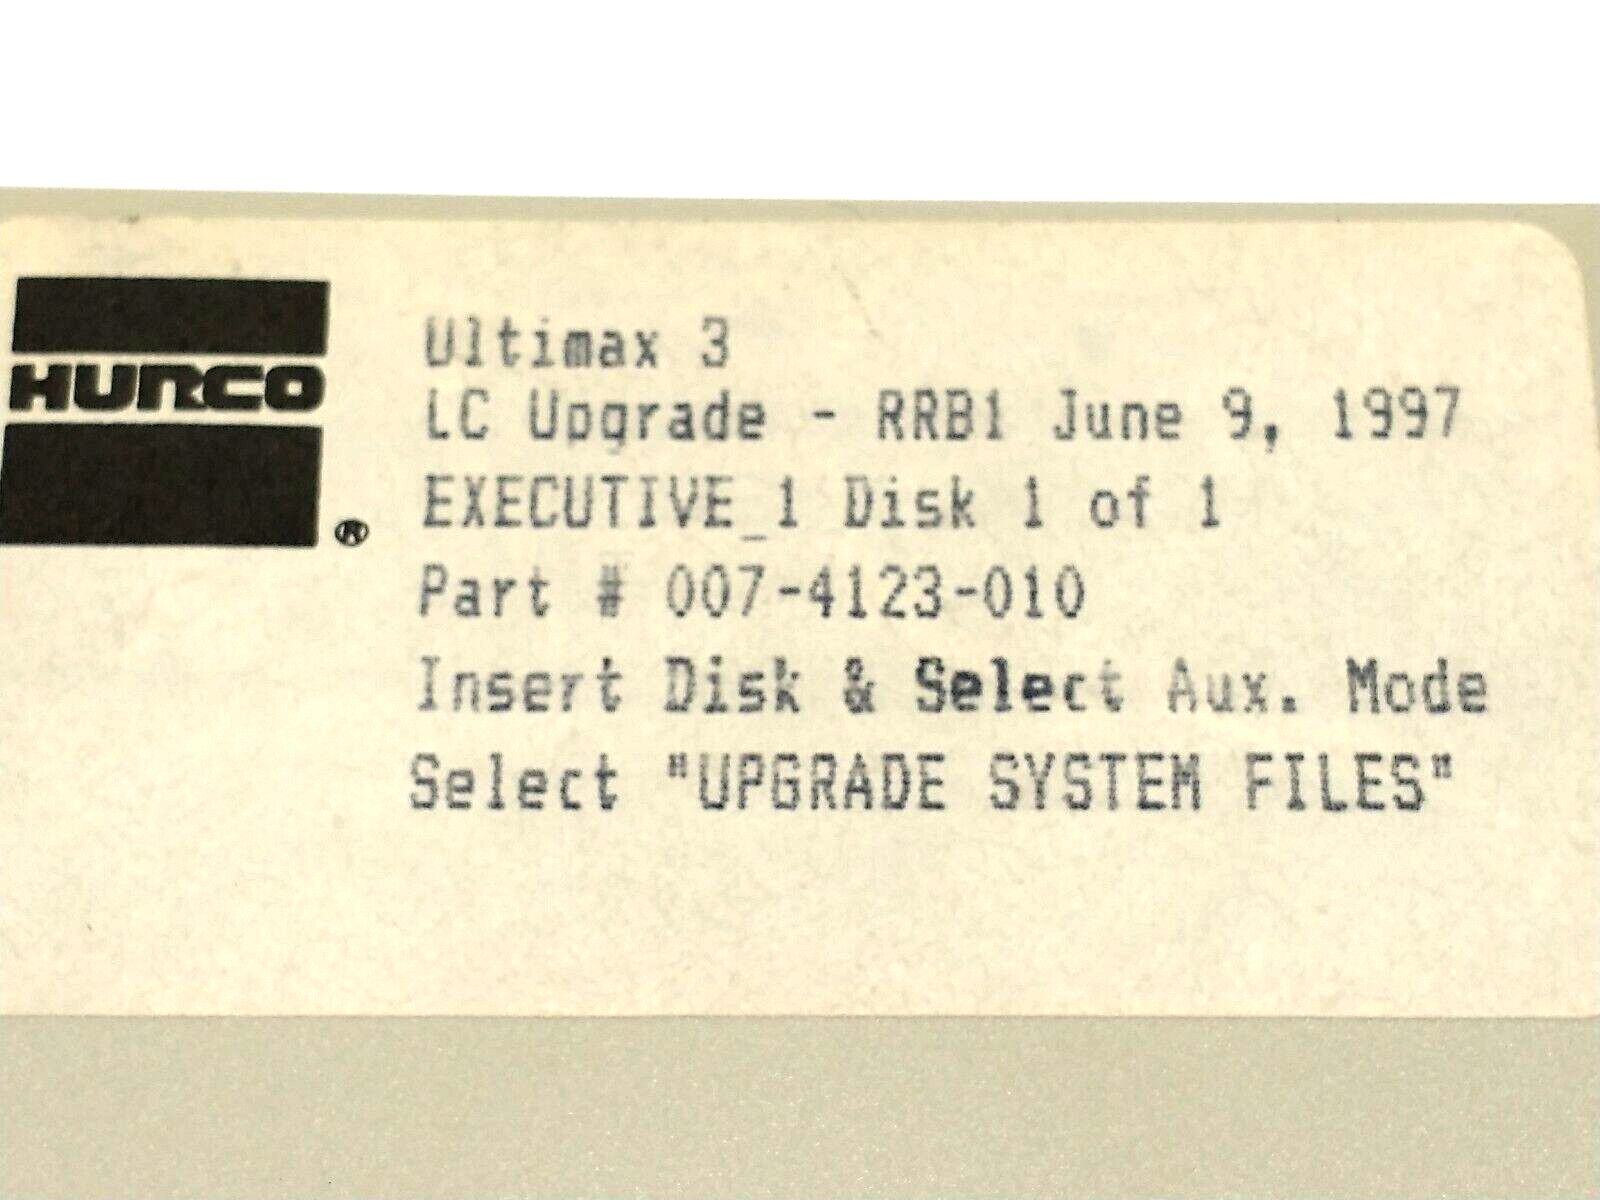 HURCO
®
Ultimax 3
LC Upgrade - RRB1 June 9, 1997
EXECUTIVE_1 Disk 1 of 1
Part # 007-4123-010
Insert Disk & Select Aux. Mode
Select "UPGRADE SYSTEM FILES"